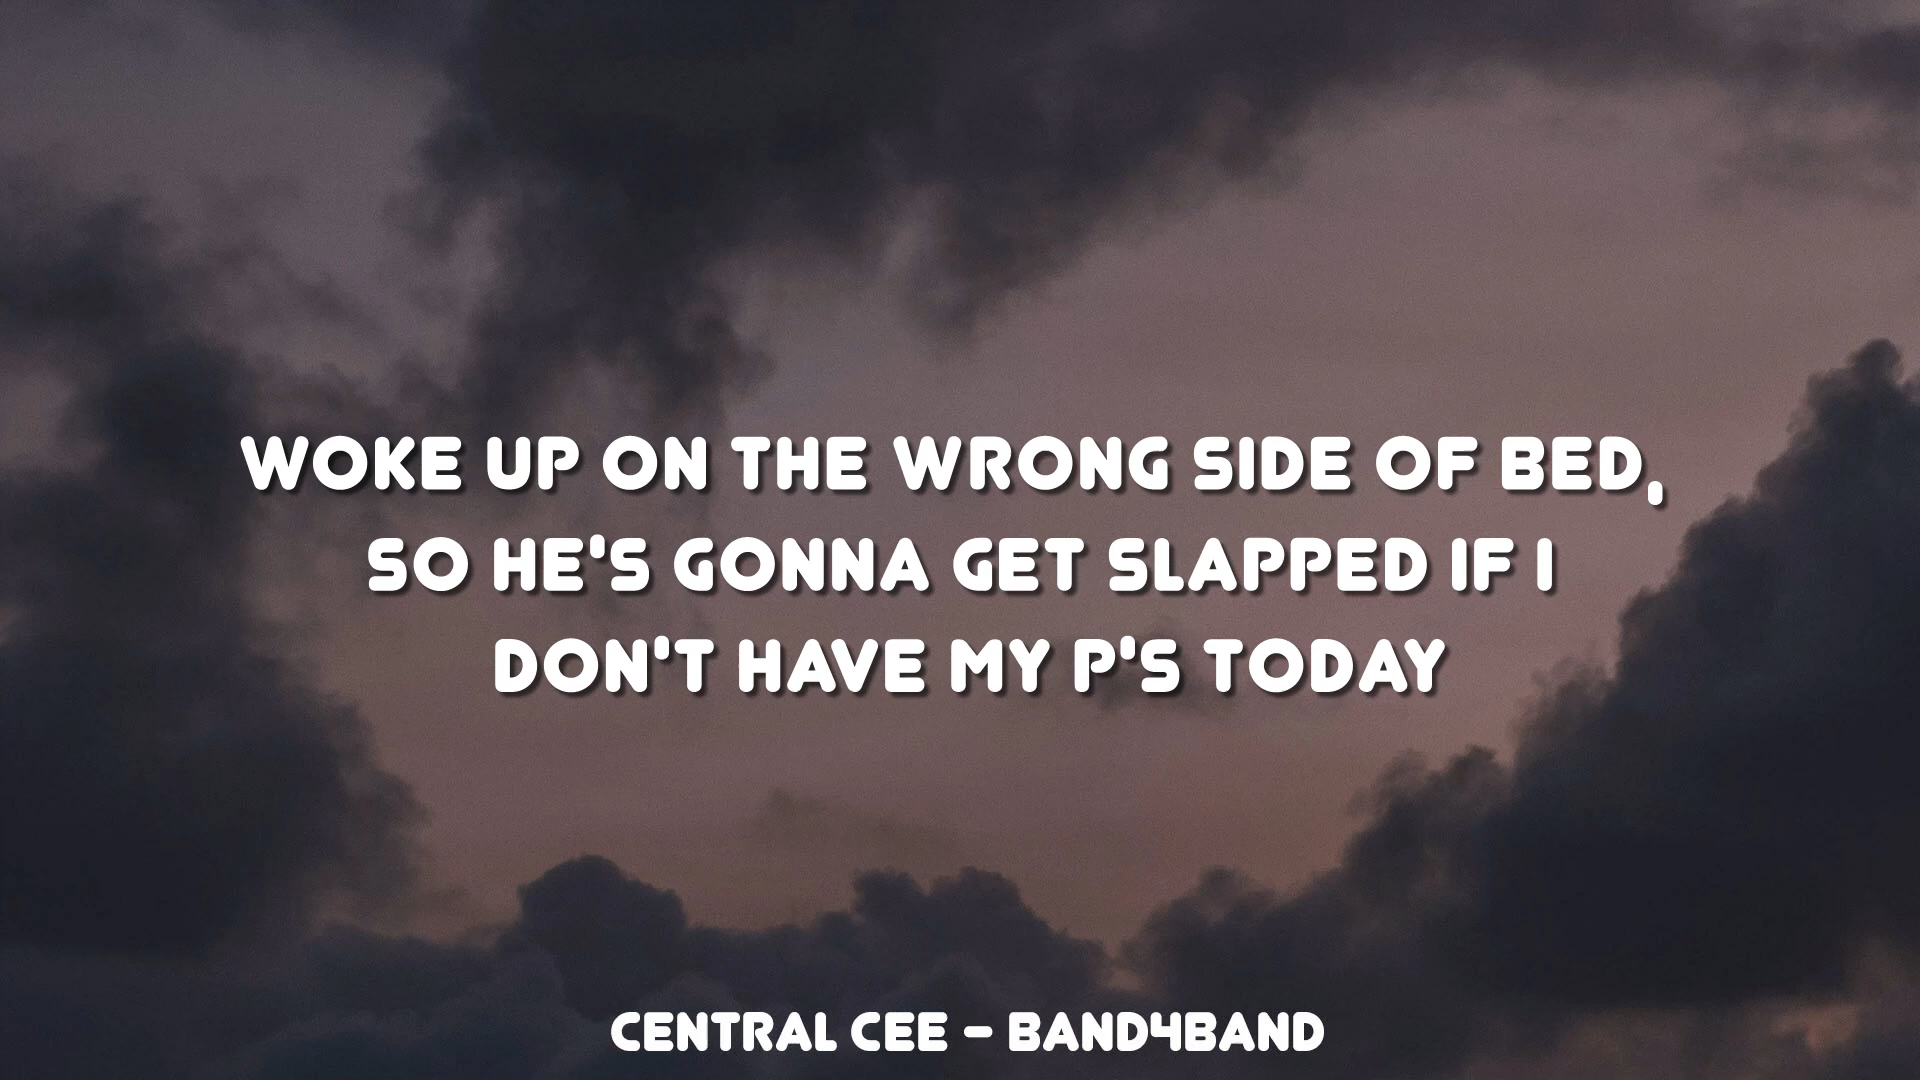 WOKE UP ON THE WRONG SIDE OF BED,
SO HE'S GONNA GET SLAPPED IF I
DON'T HAVE MY P'S TODAY
CENTRAL CEE - BAND4BAND